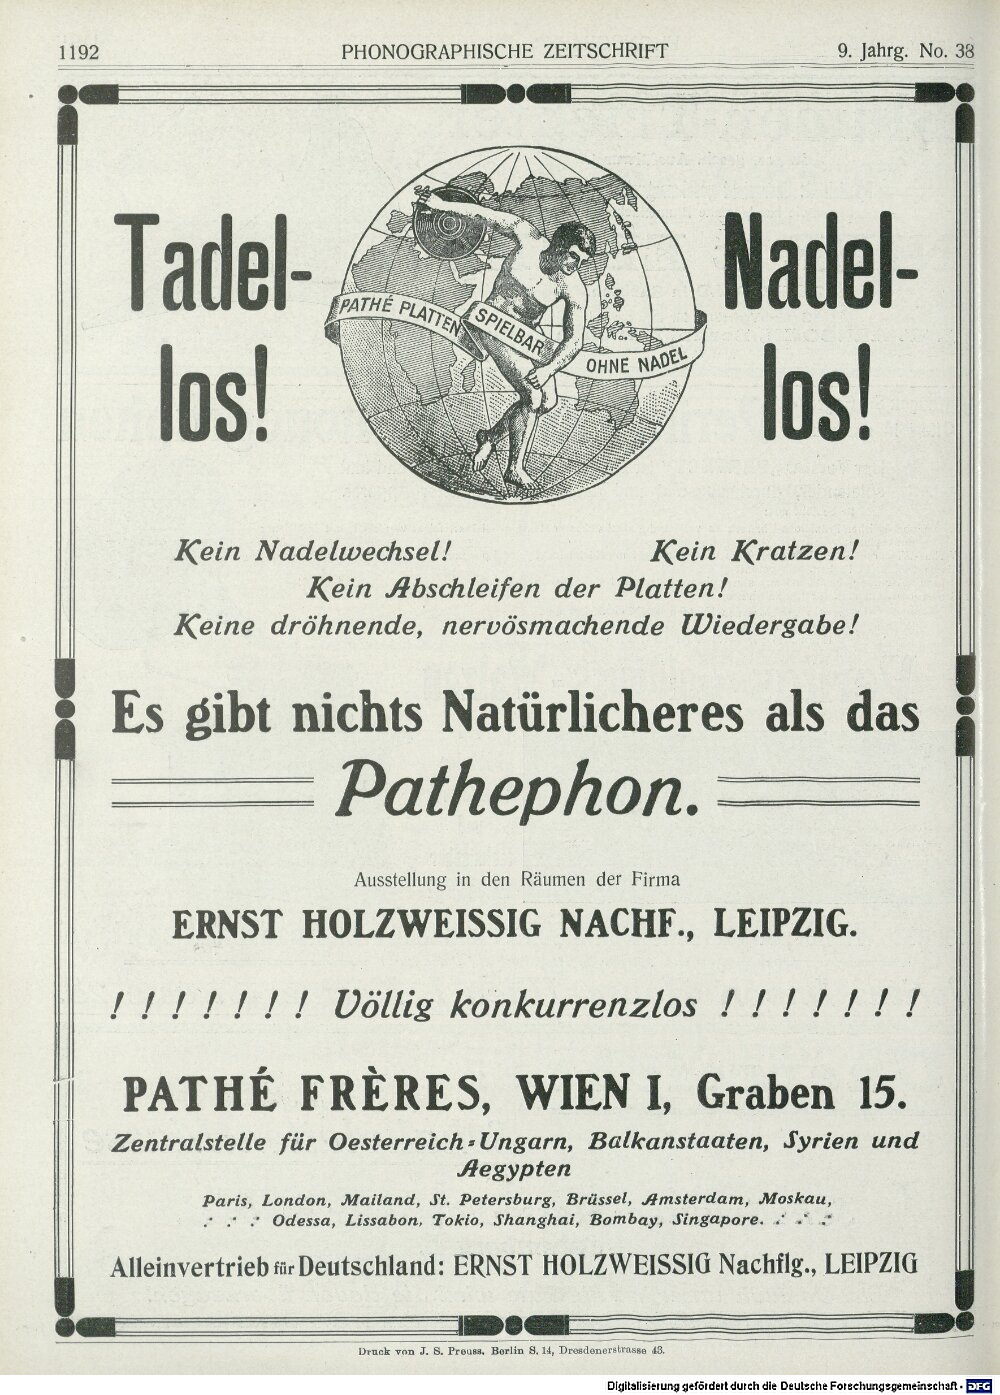 1192 PHONOGRAPHISCHE ZEITSCHRIFT 9. Jahrg. No. 38
Tadel-
los!
PATHÉ PLATTEN SPIELBAR OHNE NADEL
Nadel-
los!
Kein Nadelwechsel! Kein Kratzen!
Kein Abschleifen der Platten!
Keine dröhnende, nervösmachende Wiedergabe!
Es gibt nichts Natürlicheres als das
Pathephon.
Ausstellung in den Räumen der Firma
ERNST HOLZWEISSIG NACHF., LEIPZIG.
! ! ! ! ! ! ! Völlig konkurrenzlos ! ! ! ! ! ! !
PATHÉ FRÈRES, WIEN I, Graben 15.
Zentralstelle für Oesterreich-Ungarn, Balkanstaaten, Syrien und
Aegypten
Paris, London, Mailand, St. Petersburg, Brüssel, Amsterdam, Moskau,
Odessa, Lissabon, Tokio, Shanghai, Bombay, Singapore.
Alleinvertrieb für Deutschland: ERNST HOLZWEISSIG Nachflg., LEIPZIG
Druck von J. S. Preuss, Berlin S. 14, Dresdenerstrasse 43.
Digitalisierung gefördert durch die Deutsche Forschungsgemeinschaft - DFG